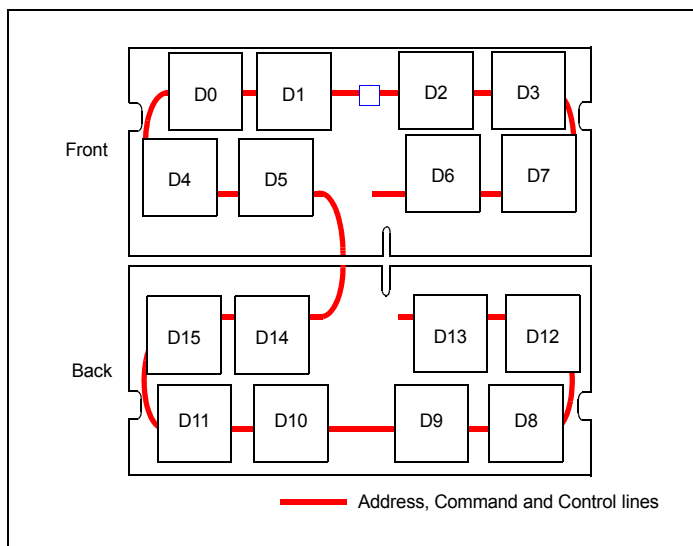 D0 D1 D2 D3
Front
D4 D5 D6 D7
D15 D14 D13 D12
Back
D11 D10 D9 D8
Address, Command and Control lines